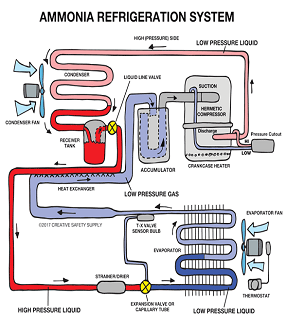 AMMONIA REFRIGERATION SYSTEM
HIGH (PRESSURE) SIDE
LOW PRESSURE LIQUID
CONDENSER
LIQUID LINE VALVE
SUCTION
HERMETIC
COMPRESSOR
CONDENSER FAN
RECEIVER
TANK
Discharge
Pressure Cutout
HI
LOW
ACCUMULATOR
CRANKCASE HEATER
HEAT EXCHANGER
LOW PRESSURE GAS
©2017 CREATIVE SAFETY SUPPLY
T-X VALVE
SENSOR BULB
EVAPORATOR FAN
EVAPORATOR
STRAINER/DRIER
THERMOSTAT
HIGH PRESSURE LIQUID
EXPANSION VALVE OR
CAPILLARY TUBE
LOW PRESSURE LIQUID